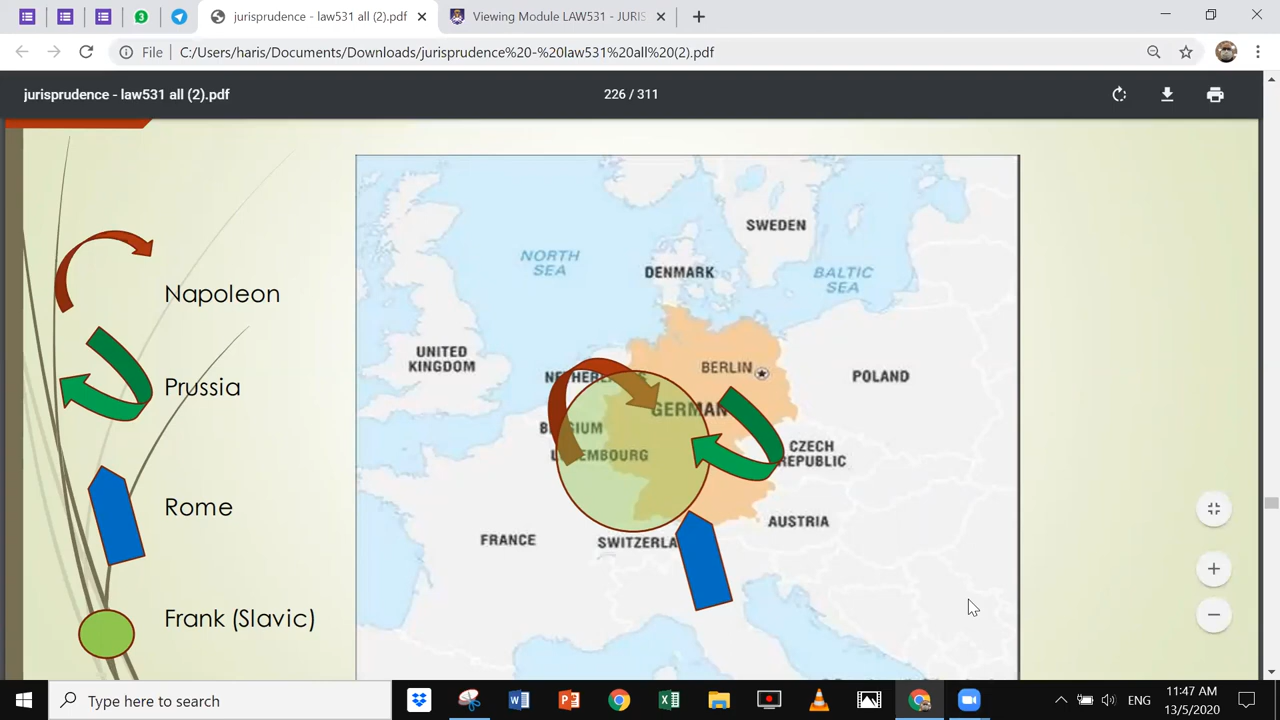 jurisprudence - law531 all (2).pdf
Viewing Module LAW531 - JURIS
3
File
C:/Users/haris/Documents/Downloads/jurisprudence%20-%20law531%20all%20(2).pdf
jurisprudence - law531 all (2).pdf
226 / 311
Napoleon
Prussia
Rome
Frank (Slavic)
SWEDEN
NORTH
SEA
DENMARK
BALTIC
SEA
UNITED
KINGDOM
BERLIN
POLAND
GERMAN
CZECH
REPUBLIC
AUSTRIA
FRANCE
SWITZERLA
Type here to search
ENG
11:47 AM
13/5/2020